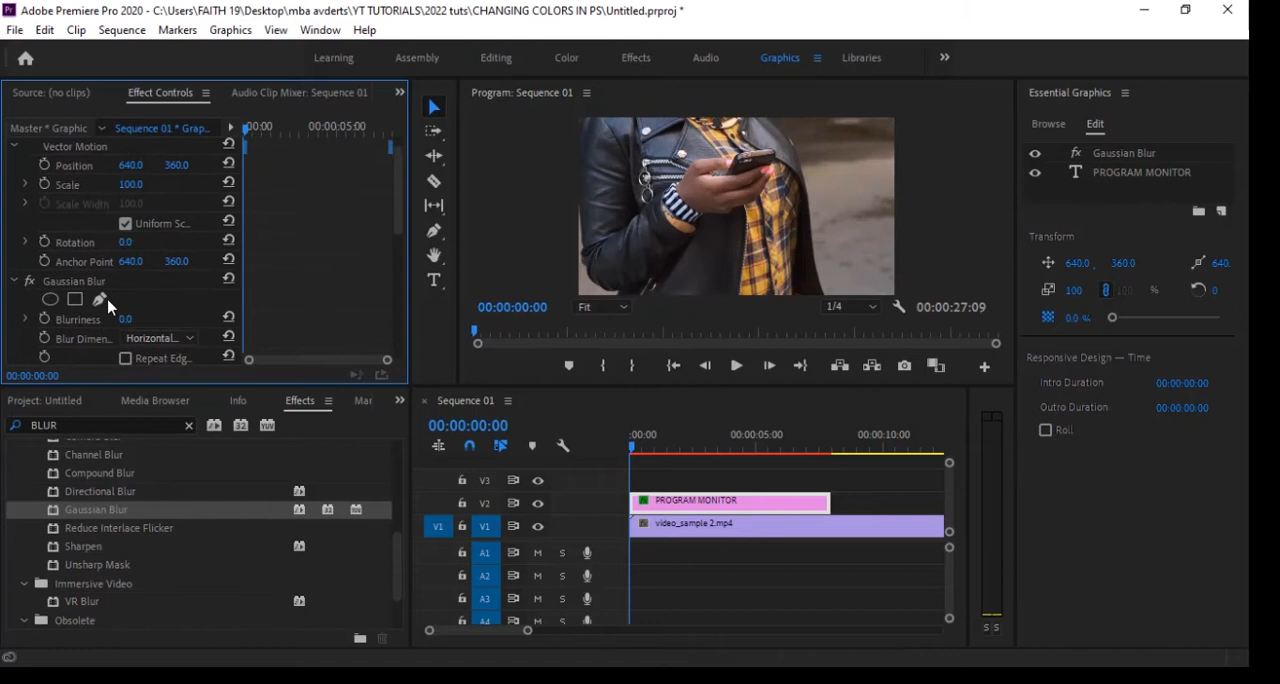 Adobe Premiere Pro 2020 - C:\Users\FAITH 19\Desktop\mba avderts\YT TUTORIALS\2022 tuts\CHANGING COLORS IN PS\Untitled.prproj *
File Edit Clip Sequence Markers Graphics View Window Help
Learning Assembly Editing Color Effects Audio Graphics Libraries
Source: (no clips) Effect Controls Audio Clip Mixer: Sequence 01
Master * Graphic Sequence 01 * Grap... :00:00 00:00:05:00
Vector Motion
Position 640.0 360.0
Scale 100.0
Scale Width 100.0
Uniform Sc...
Rotation 0.0
Anchor Point 640.0 360.0
fx Gaussian Blur
Blurriness 0.0
Blur Dimen... Horizontal...
Repeat Edg...
00:00:00:00
Program: Sequence 01
00:00:00:00 Fit 1/4 00:00:27:09
Essential Graphics
Browse Edit
fx Gaussian Blur
T PROGRAM MONITOR
Transform
640.0 , 360.0 640.
100 100 % 0
0.0 %
Responsive Design — Time
Intro Duration 00:00:00:00
Outro Duration 00:00:00:00
Roll
Project: Untitled Media Browser Info Effects Mar
BLUR
Channel Blur
Compound Blur
Directional Blur
Gaussian Blur
Reduce Interlace Flicker
Sharpen
Unsharp Mask
Immersive Video
VR Blur
Obsolete
× Sequence 01
00:00:00:00
:00:00 00:00:05:00 00:00:10:00
V3
V2 PROGRAM MONITOR
V1 V1 video_sample 2.mp4
A1 M S
A2 M S
A3 M S
A4 M S
S S